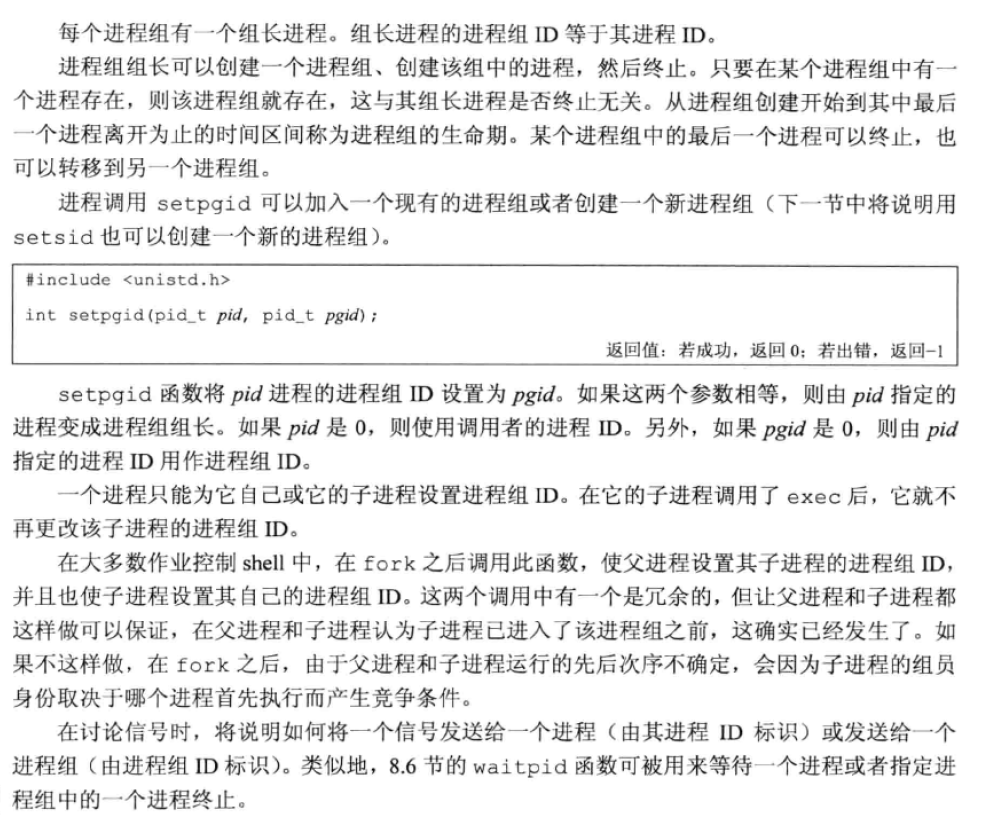 每个进程组有一个组长进程。组长进程的进程组 ID 等于其进程 ID。
进程组组长可以创建一个进程组、创建该组中的进程，然后终止。只要在某个进程组中有一
个进程存在，则该进程组就存在，这与其组长进程是否终止无关。从进程组创建开始到其中最后
一个进程离开为止的时间区间称为进程组的生命期。某个进程组中的最后一个进程可以终止，也
可以转移到另一个进程组。
进程调用 setpgid 可以加入一个现有的进程组或者创建一个新进程组（下一节中将说明用
setsid 也可以创建一个新的进程组）。
#include <unistd.h>
int setpgid(pid_t pid, pid_t pgid);
返回值：若成功，返回 0；若出错，返回-1
setpgid 函数将 pid 进程的进程组 ID 设置为 pgid。如果这两个参数相等，则由 pid 指定的
进程变成进程组组长。如果 pid 是 0，则使用调用者的进程 ID。另外，如果 pgid 是 0，则由 pid
指定的进程 ID 用作进程组 ID。
一个进程只能为它自己或它的子进程设置进程组 ID。在它的子进程调用了 exec 后，它就不
再更改该子进程的进程组 ID。
在大多数作业控制 shell 中，在 fork 之后调用此函数，使父进程设置其子进程的进程组 ID，
并且也使子进程设置其自己的进程组 ID。这两个调用中有一个是冗余的，但让父进程和子进程都
这样做可以保证，在父进程和子进程认为子进程已进入了该进程组之前，这确实已经发生了。如
果不这样做，在 fork 之后，由于父进程和子进程运行的先后次序不确定，会因为子进程的组员
身份取决于哪个进程首先执行而产生竞争条件。
在讨论信号时，将说明如何将一个信号发送给一个进程（由其进程 ID 标识）或发送给一个
进程组（由进程组 ID 标识）。类似地，8.6 节的 waitpid 函数可被用来等待一个进程或者指定进
程组中的一个进程终止。